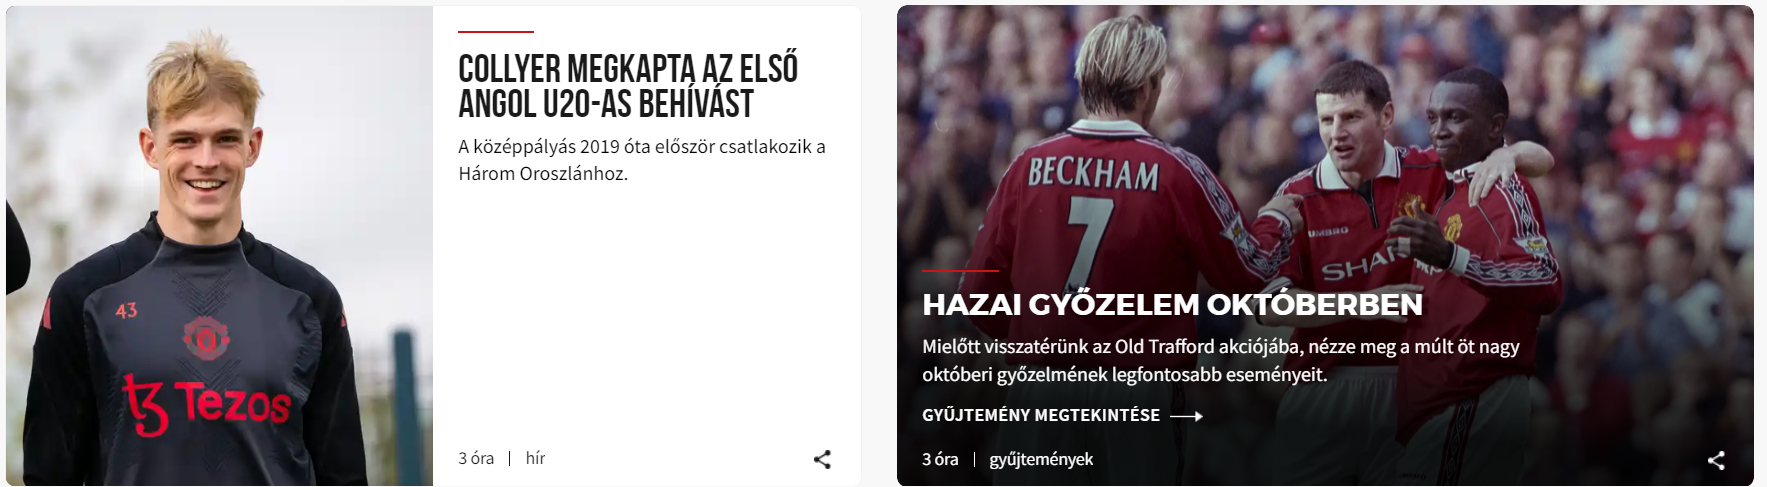 COLLYER MEGKAPTA AZ ELSŐ
ANGOL U20-AS BEHÍVÁST
A középpályás 2019 óta először csatlakozik a
Három Oroszlánhoz.
3 óra | hír
43
Tezos
BECKHAM
7
UMBRO
SHARP
HAZAI GYŐZELEM OKTÓBERBEN
Mielőtt visszatérünk az Old Trafford akciójába, nézze meg a múlt öt nagy
októberi győzelmének legfontosabb eseményeit.
GYŰJTEMÉNY MEGTEKINTÉSE
3 óra | gyűjtemények